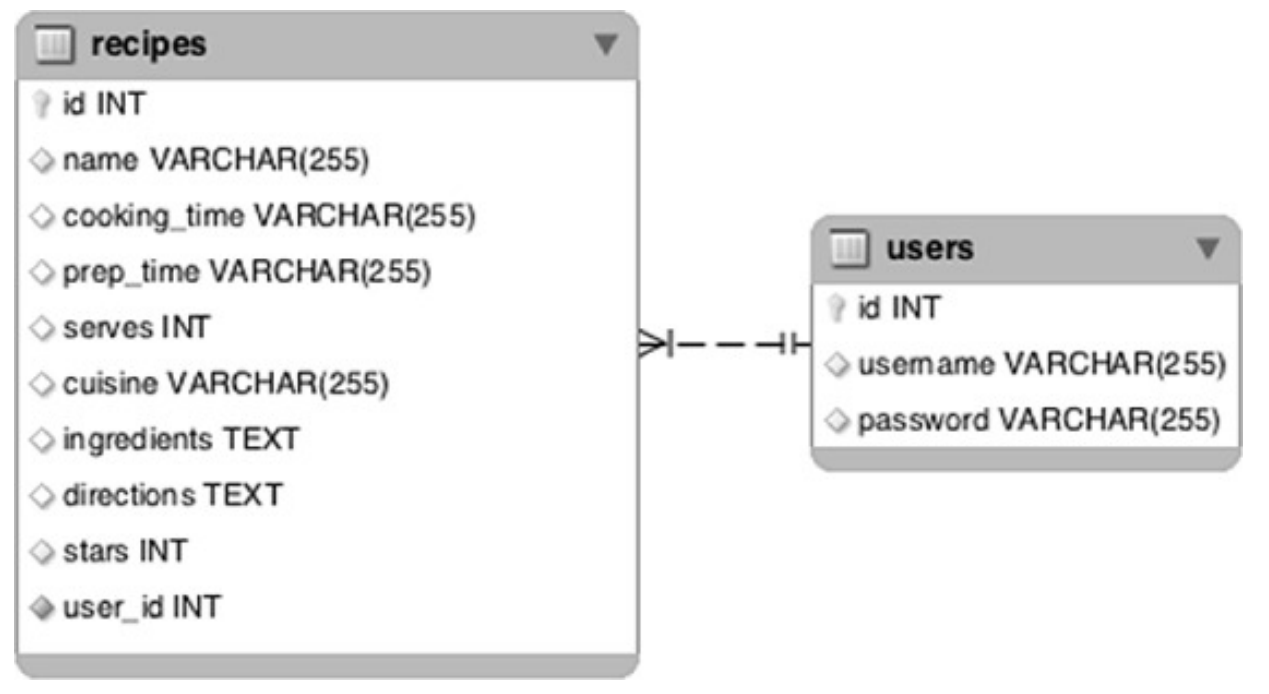 recipes
id INT
name VARCHAR(255)
cooking_time VARCHAR(255)
prep_time VARCHAR(255)
serves INT
cuisine VARCHAR(255)
ingredients TEXT
directions TEXT
stars INT
user_id INT
users
id INT
username VARCHAR(255)
password VARCHAR(255)